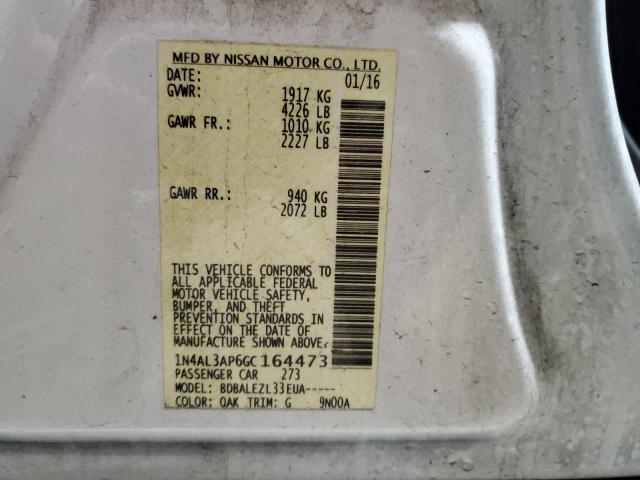 MFD BY NISSAN MOTOR CO., LTD.
DATE: 01/16
GVWR: 1917 KG
4226 LB
GAWR FR.: 1010 KG
2227 LB
GAWR RR.: 940 KG
2072 LB
THIS VEHICLE CONFORMS TO
ALL APPLICABLE FEDERAL
MOTOR VEHICLE SAFETY,
BUMPER, AND THEFT
PREVENTION STANDARDS IN
EFFECT ON THE DATE OF
MANUFACTURE SHOWN ABOVE.
1N4AL3AP6GC164473
PASSENGER CAR 273
MODEL: BDBALEZL33EUA-----
COLOR: QAK TRIM: G 9N00A